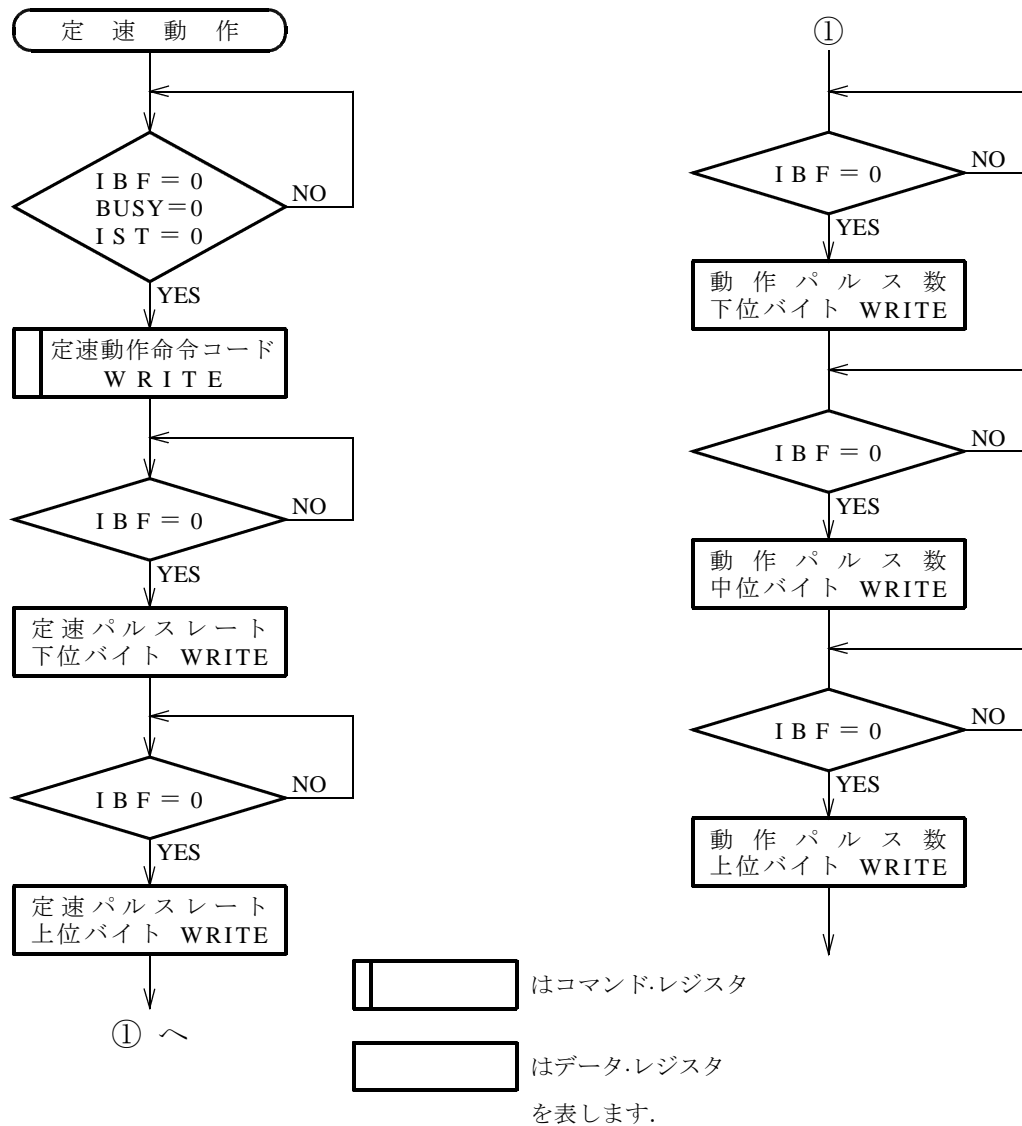 定 速 動 作
I B F = 0
BUSY=0
I S T = 0
NO
YES
定速動作命令コード
W R I T E
I B F = 0
NO
YES
定速パルスレート
下位バイト WRITE
I B F = 0
NO
YES
定速パルスレート
上位バイト WRITE
① へ
①
I B F = 0
NO
YES
動 作 パ ル ス 数
下位バイト WRITE
I B F = 0
NO
YES
動 作 パ ル ス 数
中位バイト WRITE
I B F = 0
NO
YES
動 作 パ ル ス 数
上位バイト WRITE
はコマンド·レジスタ
はデータ·レジスタ
を表します.